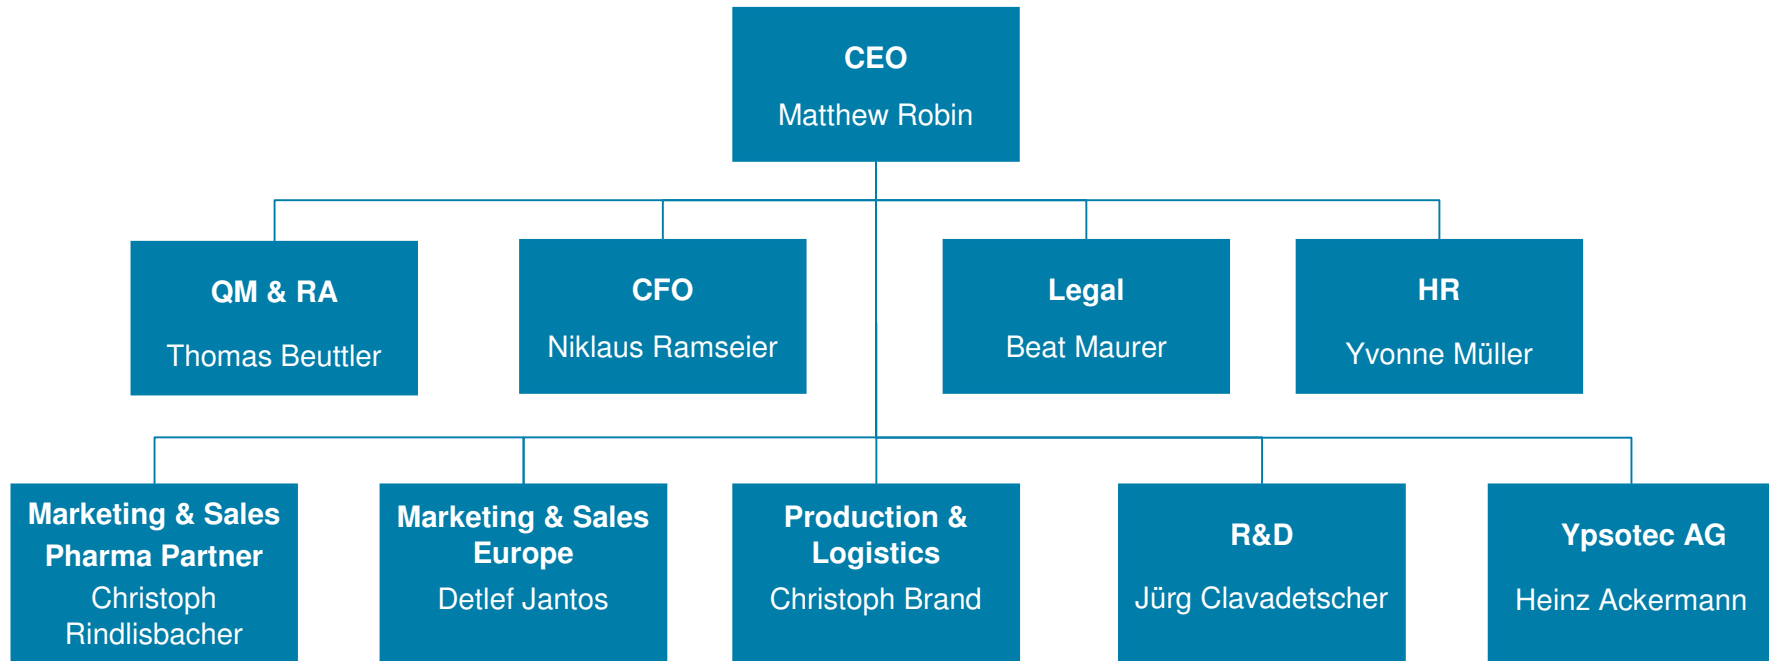 CEO
Matthew Robin
QM & RA
Thomas Beuttler
CFO
Niklaus Ramseier
Legal
Beat Maurer
HR
Yvonne Müller
Marketing & Sales
Pharma Partner
Christoph
Rindlisbacher
Marketing & Sales
Europe
Detlef Jantos
Production &
Logistics
Christoph Brand
R&D
Jürg Clavadetscher
Ypsotec AG
Heinz Ackermann